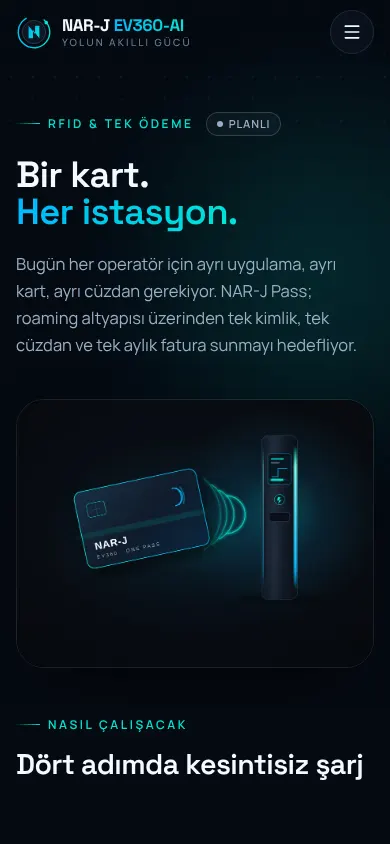 NAR-J EV360-AI
YOLUN AKILLI GÜCÜ
RFID & TEK ÖDEME
PLANLI
Bir kart.
Her istasyon.
Bugün her operatör için ayrı uygulama, ayrı
kart, ayrı cüzdan gerekiyor. NAR-J Pass;
roaming altyapısı üzerinden tek kimlik, tek
cüzdan ve tek aylık fatura sunmayı hedefliyor.
NAR-J
EV360 · ONE PASS
NASIL ÇALIŞACAK
Dört adımda kesintisiz şarj